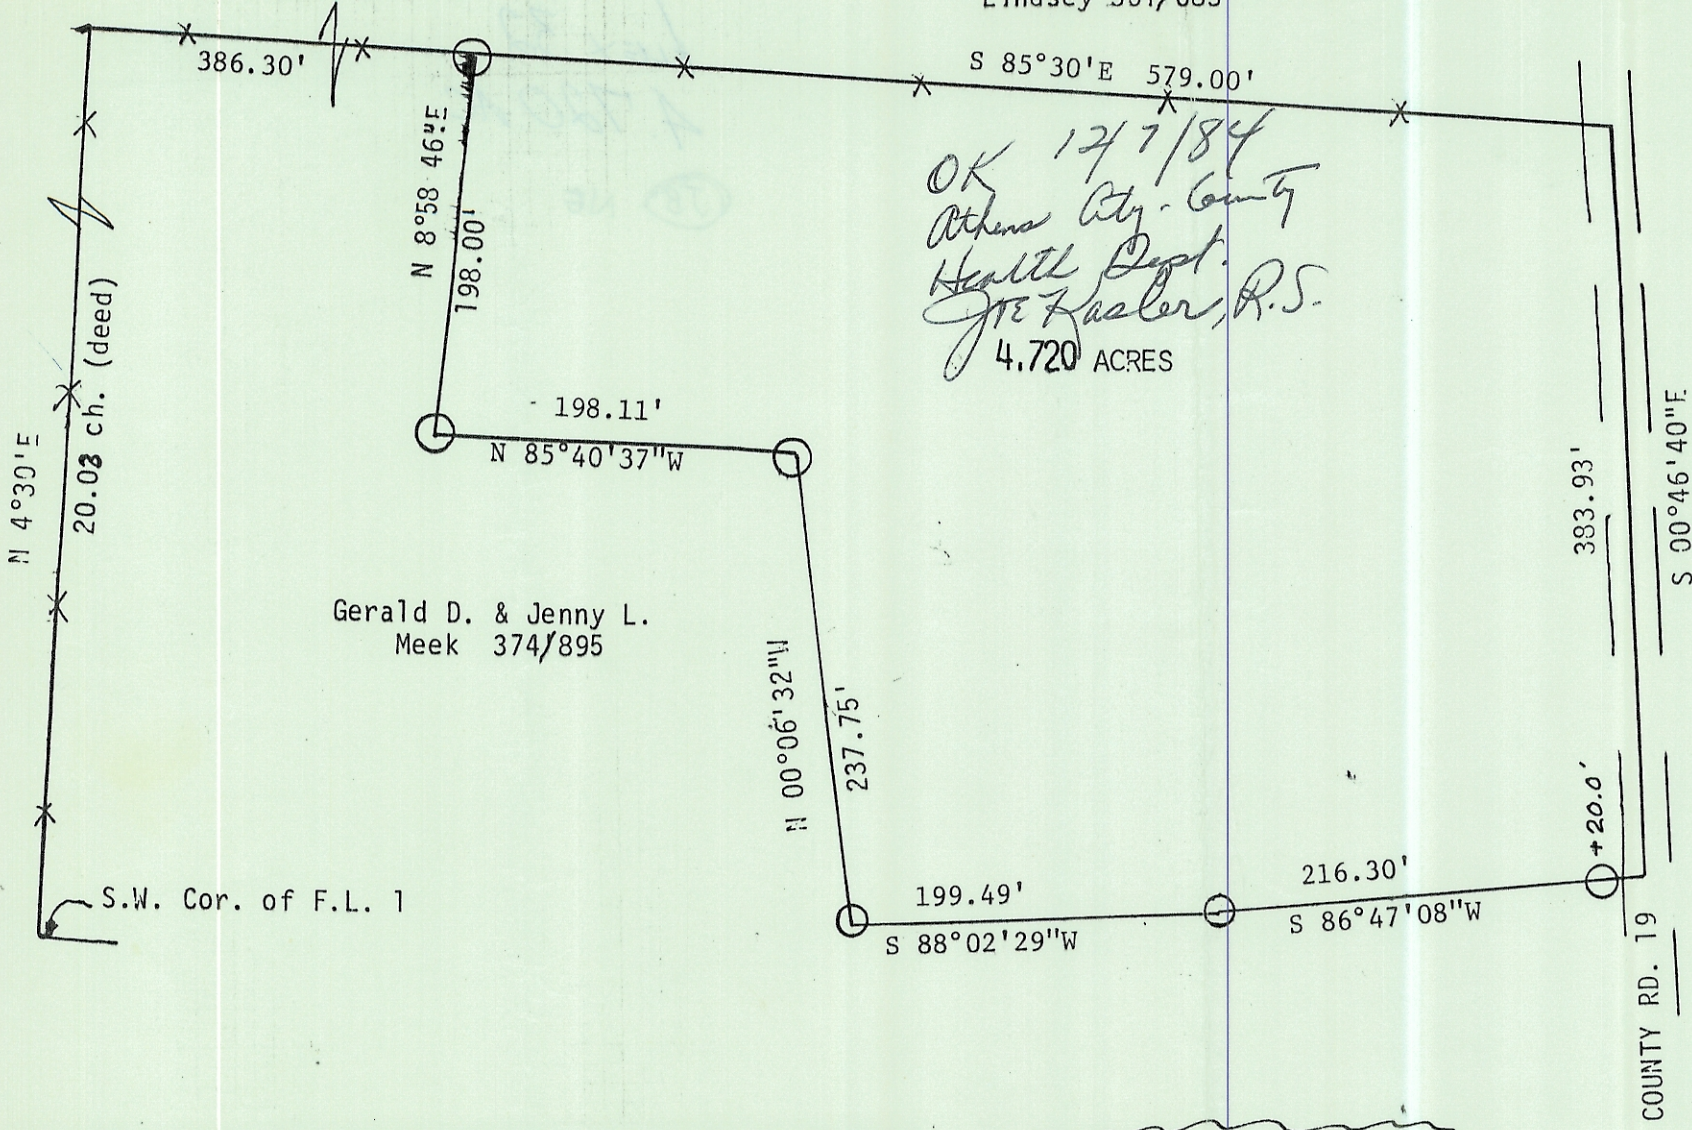 386.30'
S 85°30'E 579.00'
N 8°58 46"E
198.00'
OK 12/7/84
Athens City-County
Health Dept.
Joe Kasler, R.S.
4.720 ACRES
198.11'
N 85°40'37"W
N 4°30'E
20.03 ch. (deed)
383.93'
S 00°46'40"E
Gerald D. & Jenny L.
Meek 374/895
N 00°06'32"W
237.75'
S.W. Cor. of F.L. 1
199.49'
S 88°02'29"W
216.30'
S 86°47'08"W
+20.0'
COUNTY RD. 19